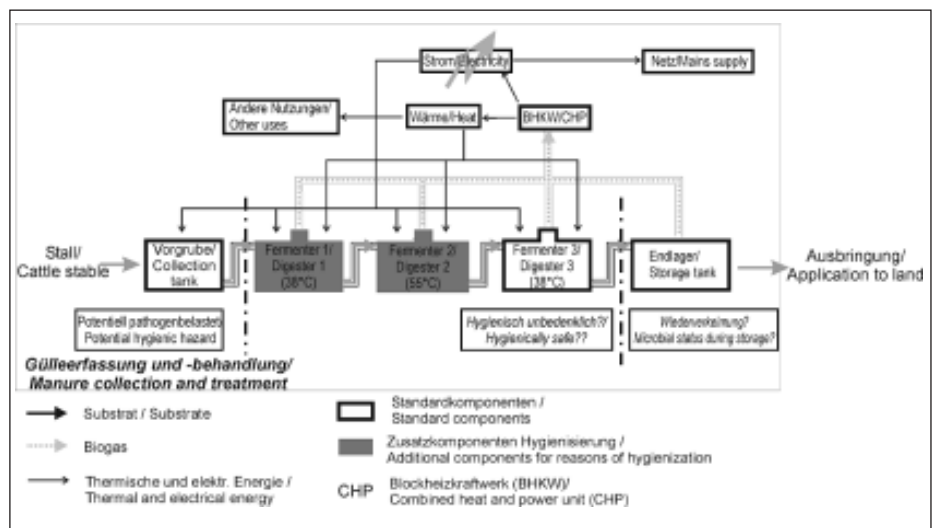 Strom/Electricity
Netz/Mains supply
Andere Nutzungen/
Other uses
Wärme/Heat
BHKW/CHP
Stall/
Cattle stable
Vorgrube/
Collection
tank
Fermenter 1/
Digester 1
(38°C)
Fermenter 2/
Digester 2
(55°C)
Fermenter 3/
Digester 3
(38°C)
Endlager/
Storage tank
Ausbringung/
Application to land
Potentiell pathogenbelastet/
Potential hygienic hazard
Hygienisch unbedenklich?/
Hygienically safe??
Wiederverkeimung?
Microbial status during storage?
Gülleerfassung und -behandlung/
Manure collection and treatment
Substrat / Substrate
Biogas
Thermische und elektr. Energie /
Thermal and electrical energy
Standardkomponenten /
Standard components
Zusatzkomponenten Hygienisierung /
Additional components for reasons of hygienization
CHP
Blockheizkraftwerk (BHKW)/
Combined heat and power unit (CHP)